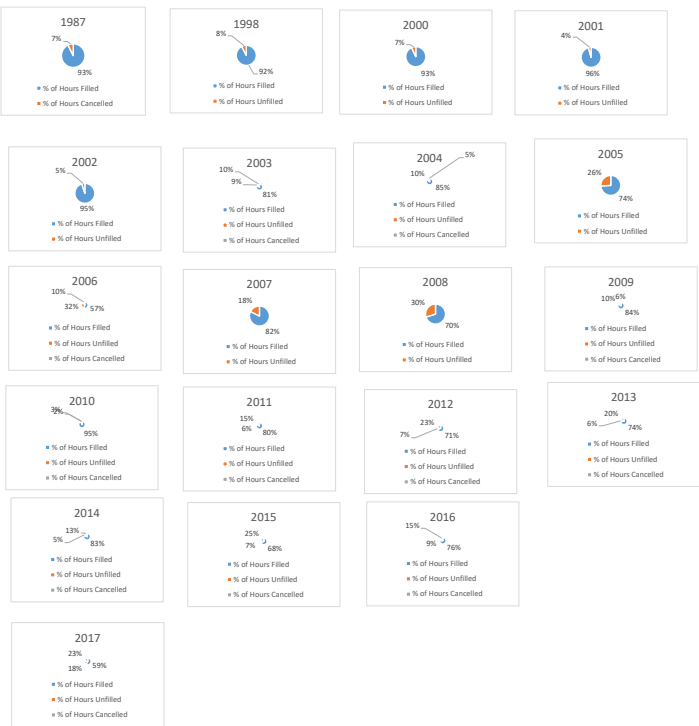 1987
7%
93%
% of Hours Filled
% of Hours Cancelled
1998
8%
92%
% of Hours Filled
% of Hours Unfilled
2000
7%
93%
% of Hours Filled
% of Hours Unfilled
2001
4%
96%
% of Hours Filled
% of Hours Unfilled
2002
5%
95%
% of Hours Filled
% of Hours Unfilled
2003
10%
9%
81%
% of Hours Filled
% of Hours Unfilled
% of Hours Cancelled
2004
5%
10%
85%
% of Hours Filled
% of Hours Unfilled
% of Hours Cancelled
2005
26%
74%
% of Hours Filled
% of Hours Unfilled
2006
10%
32% 57%
% of Hours Filled
% of Hours Unfilled
% of Hours Cancelled
2007
18%
82%
% of Hours Filled
% of Hours Unfilled
2008
30%
70%
% of Hours Filled
% of Hours Unfilled
2009
10% 6%
84%
% of Hours Filled
% of Hours Unfilled
% of Hours Cancelled
2010
3%
2%
95%
% of Hours Filled
% of Hours Unfilled
% of Hours Cancelled
2011
15%
6% 80%
% of Hours Filled
% of Hours Unfilled
% of Hours Cancelled
2012
23%
7% 71%
% of Hours Filled
% of Hours Unfilled
% of Hours Cancelled
2013
20%
6% 74%
% of Hours Filled
% of Hours Unfilled
% of Hours Cancelled
2014
13%
5% 83%
% of Hours Filled
% of Hours Unfilled
% of Hours Cancelled
2015
25%
7% 68%
% of Hours Filled
% of Hours Unfilled
% of Hours Cancelled
2016
15%
9% 76%
% of Hours Filled
% of Hours Unfilled
% of Hours Cancelled
2017
23%
18% 59%
% of Hours Filled
% of Hours Unfilled
% of Hours Cancelled